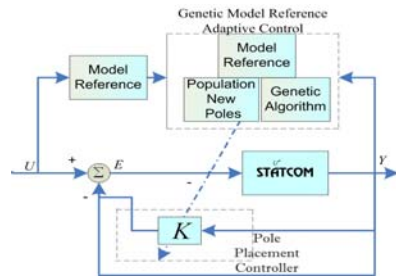 Genetic Model Reference
Adaptive Control
Model
Reference
Model
Reference
Population
New
Poles
Genetic
Algorithm
U
+
Σ
E
-
STATCOM
Y
-
K
Pole
Placement
Controller